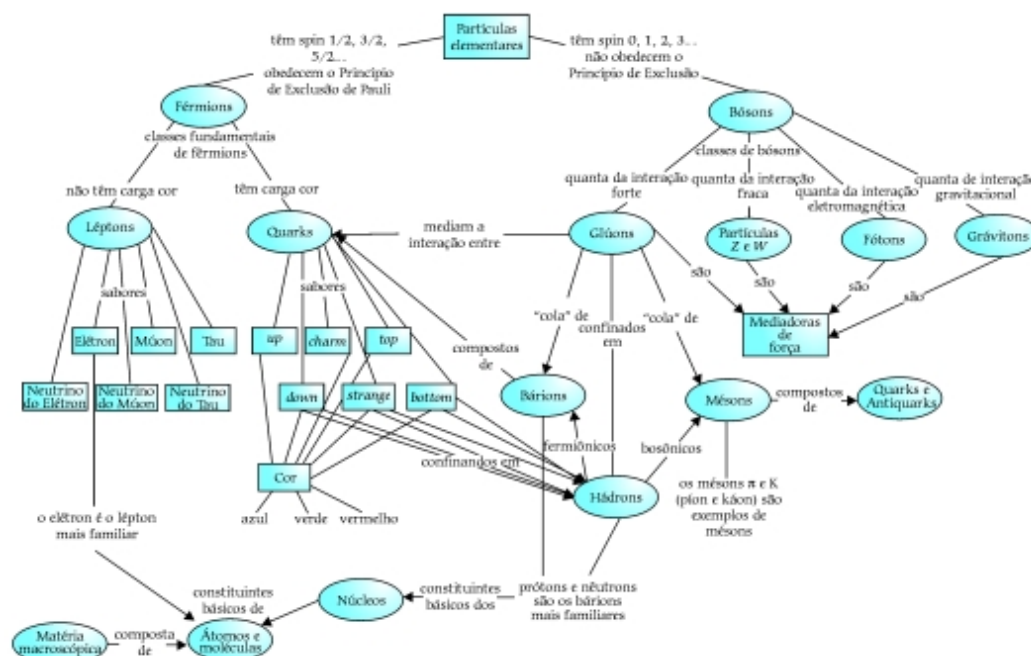 Partículas
elementares
têm spin 1/2, 3/2,
5/2...
obedecem o Princípio
de Exclusão de Pauli
têm spin 0, 1, 2, 3...
não obedecem o
Princípio de Exclusão
Férmions
Bósons
classes fundamentais
de férmions
classes de bósons
não têm carga cor
têm carga cor
quanta da interação
forte
quanta da interação
fraca
quanta da interação
eletromagnética
quanta de interação
gravitacional
Léptons
Quarks
mediam a
interação entre
Glúons
Partículas
Z e W
Fótons
Grávitons
sabores
sabores
são
são
são
são
Elétron
Múon
Tau
up
charm
top
"cola" de
confinados
em
"cola" de
Mediadoras
de
força
compostos
de
Neutrino
do Elétron
Neutrino
do Múon
Neutrino
do Tau
down
strange
bottom
Bárions
Mésons
compostos
de
Quarks e
Antiquarks
fermiônicos
bosônicos
confinandos em
Cor
Hádrons
os mésons π e K
(píon e káon) são
exemplos de
mésons
azul
verde
vermelho
o elétron é o lépton
mais familiar
constituintes
básicos de
Núcleos
constituintes
básicos dos
prótons e nêutrons
são os bárions
mais familiares
Matéria
macroscópica
composta
de
Átomos e
moléculas